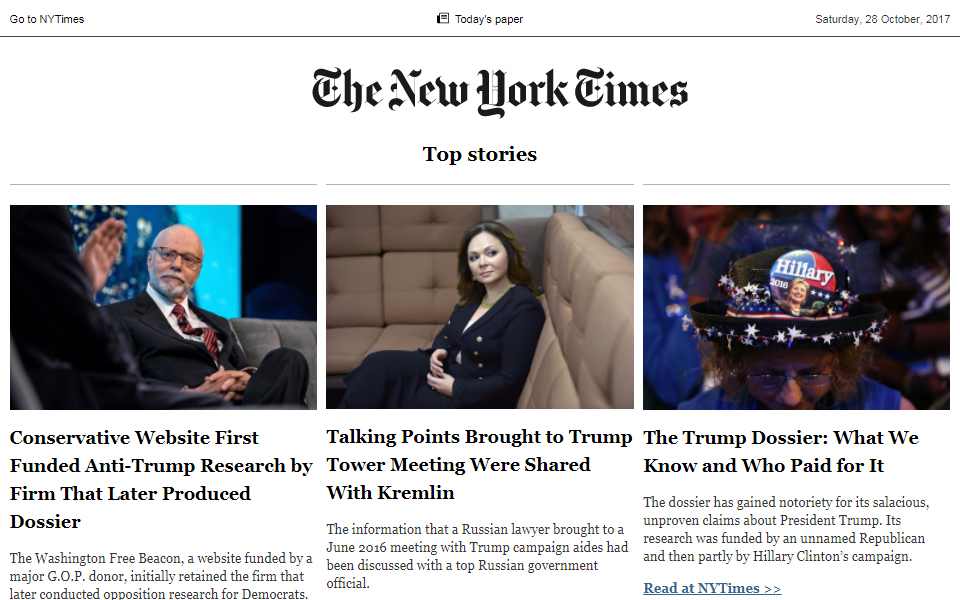 Go to NYTimes
Today's paper
Saturday, 28 October, 2017
The New York Times
Top stories
Hillary
2016
Conservative Website First
Funded Anti-Trump Research by
Firm That Later Produced
Dossier
The Washington Free Beacon, a website funded by a
major G.O.P. donor, initially retained the firm that
later conducted opposition research for Democrats.
Talking Points Brought to Trump
Tower Meeting Were Shared
With Kremlin
The information that a Russian lawyer brought to a
June 2016 meeting with Trump campaign aides had
been discussed with a top Russian government
official.
The Trump Dossier: What We
Know and Who Paid for It
The dossier has gained notoriety for its salacious,
unproven claims about President Trump. Its
research was funded by an unnamed Republican
and then partly by Hillary Clinton’s campaign.
Read at NYTimes >>